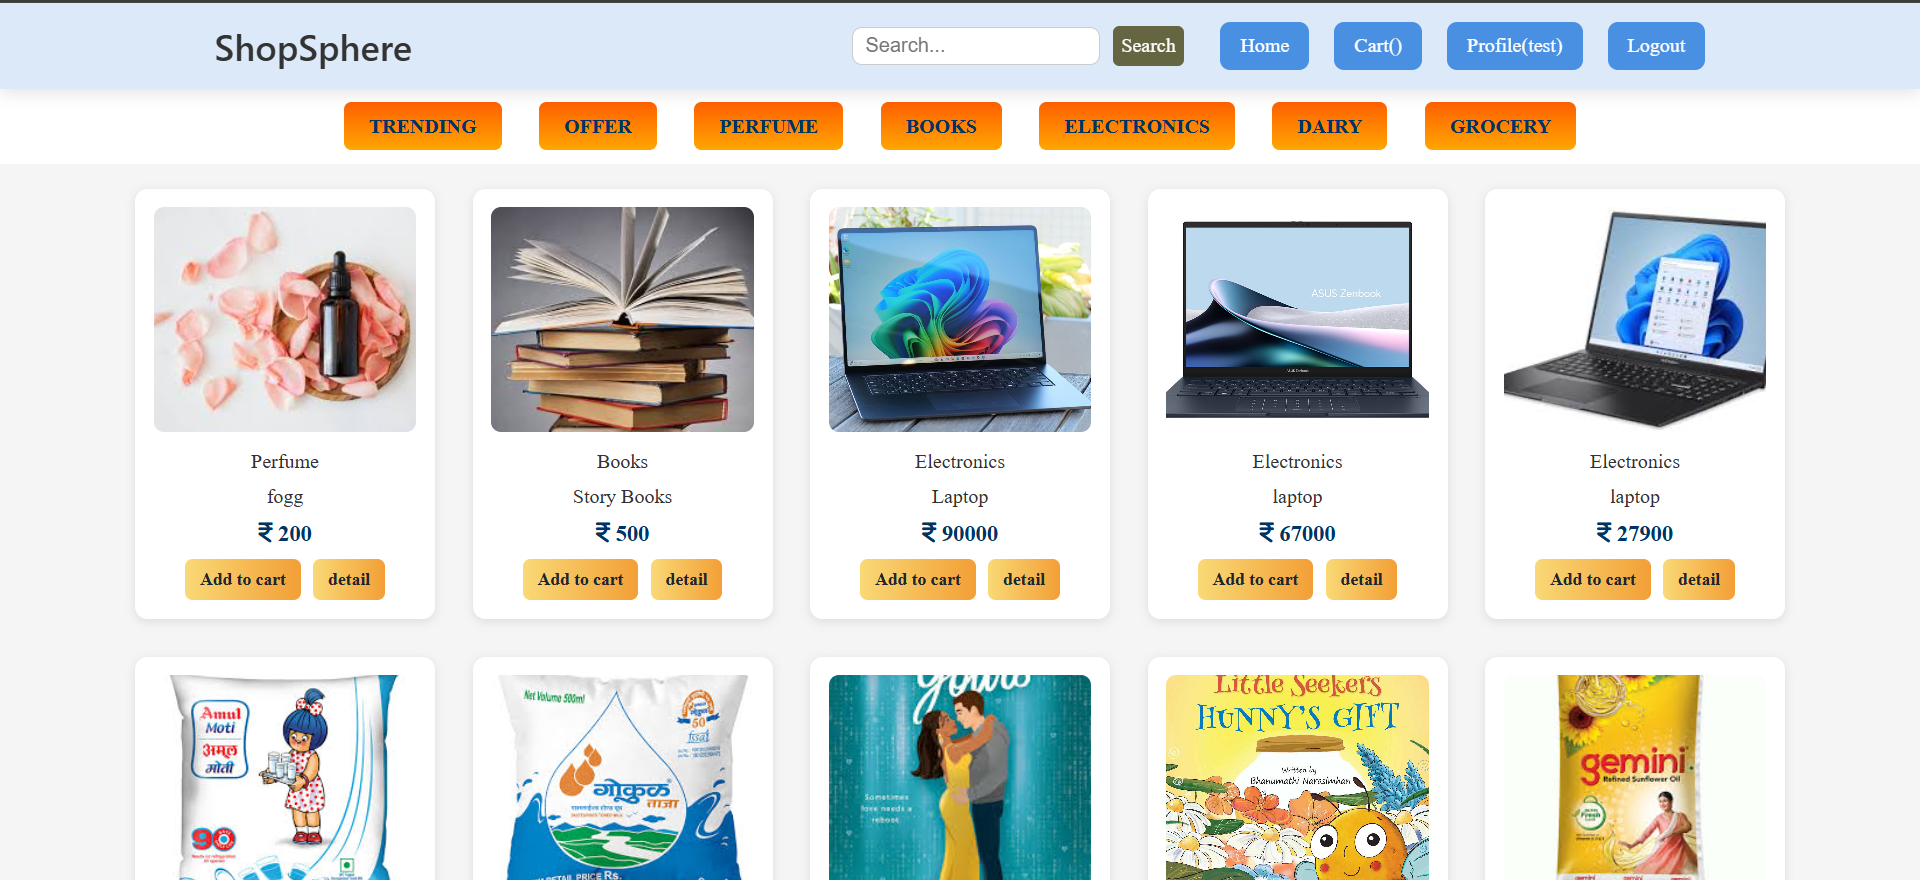 ShopSphere
Search...
Search
Home
Cart()
Profile(test)
Logout
TRENDING
OFFER
PERFUME
BOOKS
ELECTRONICS
DAIRY
GROCERY
ASUS Zenbook
Perfume
fogg
₹ 200
Add to cart
detail
Books
Story Books
₹ 500
Add to cart
detail
Electronics
Laptop
₹ 90000
Add to cart
detail
Electronics
laptop
₹ 67000
Add to cart
detail
Electronics
laptop
₹ 27900
Add to cart
detail
Amul
Moti
अमूल
मोती
90
Net Volume 500ml
50
fssai
गोकुळ
ताजा
RETAIL PRICE Rs.
yours
Sometimes
love needs a
reboot
Little Seekers
HUNNY'S GIFT
Written by
Bhanumathi Narasimhan
gemini
Refined Sunflower Oil
Fresh